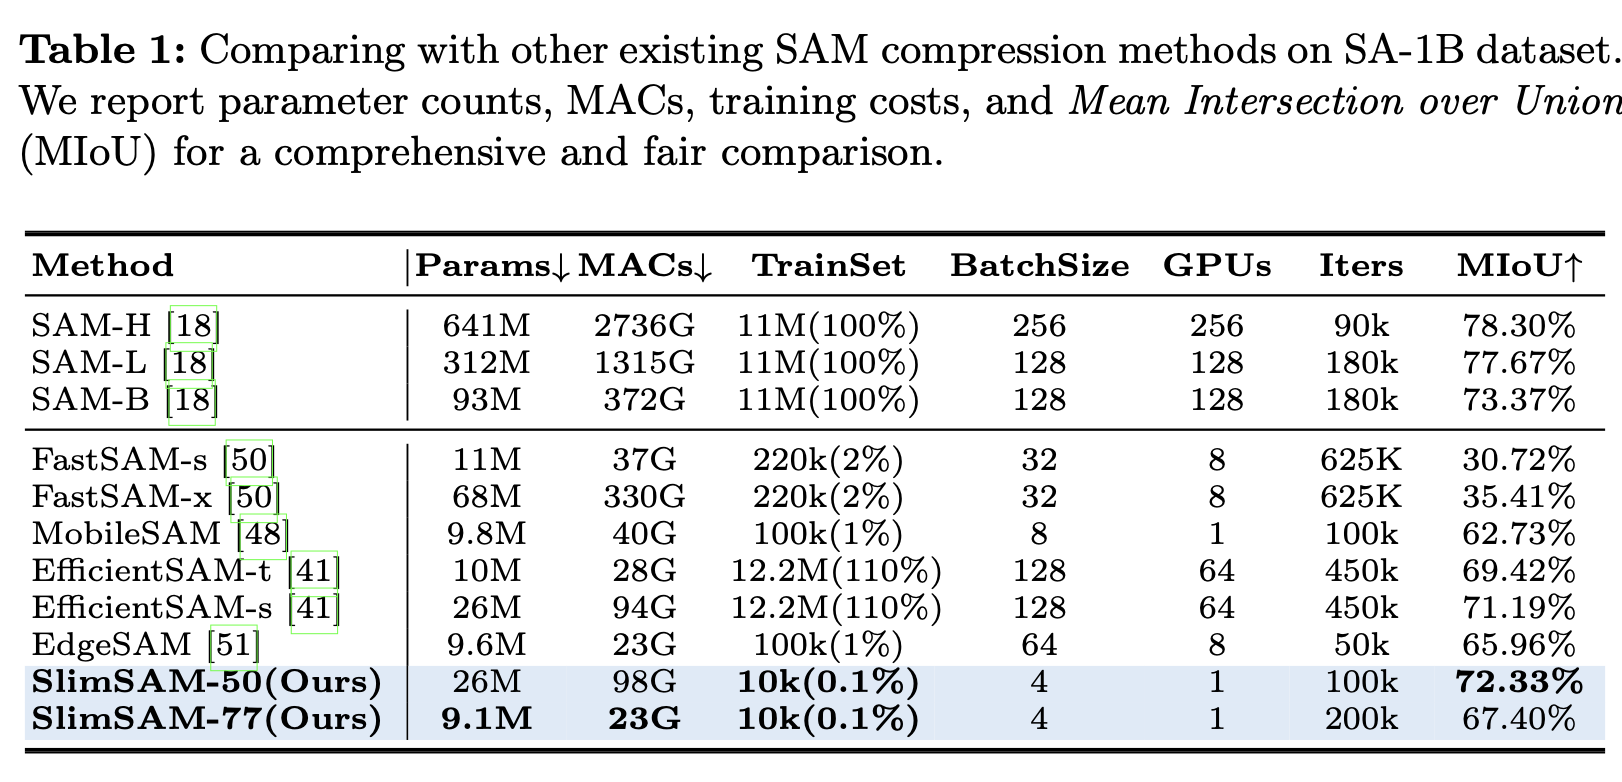 Table 1: Comparing with other existing SAM compression methods on SA-1B dataset.
We report parameter counts, MACs, training costs, and Mean Intersection over Union
(MIoU) for a comprehensive and fair comparison.
Method Params↓ MACs↓ TrainSet BatchSize GPUs Iters MIoU↑
SAM-H [18] 641M 2736G 11M(100%) 256 256 90k 78.30%
SAM-L [18] 312M 1315G 11M(100%) 128 128 180k 77.67%
SAM-B [18] 93M 372G 11M(100%) 128 128 180k 73.37%
FastSAM-s [50] 11M 37G 220k(2%) 32 8 625K 30.72%
FastSAM-x [50] 68M 330G 220k(2%) 32 8 625K 35.41%
MobileSAM [48] 9.8M 40G 100k(1%) 8 1 100k 62.73%
EfficientSAM-t [41] 10M 28G 12.2M(110%) 128 64 450k 69.42%
EfficientSAM-s [41] 26M 94G 12.2M(110%) 128 64 450k 71.19%
EdgeSAM [51] 9.6M 23G 100k(1%) 64 8 50k 65.96%
SlimSAM-50(Ours) 26M 98G 10k(0.1%) 4 1 100k 72.33%
SlimSAM-77(Ours) 9.1M 23G 10k(0.1%) 4 1 200k 67.40%